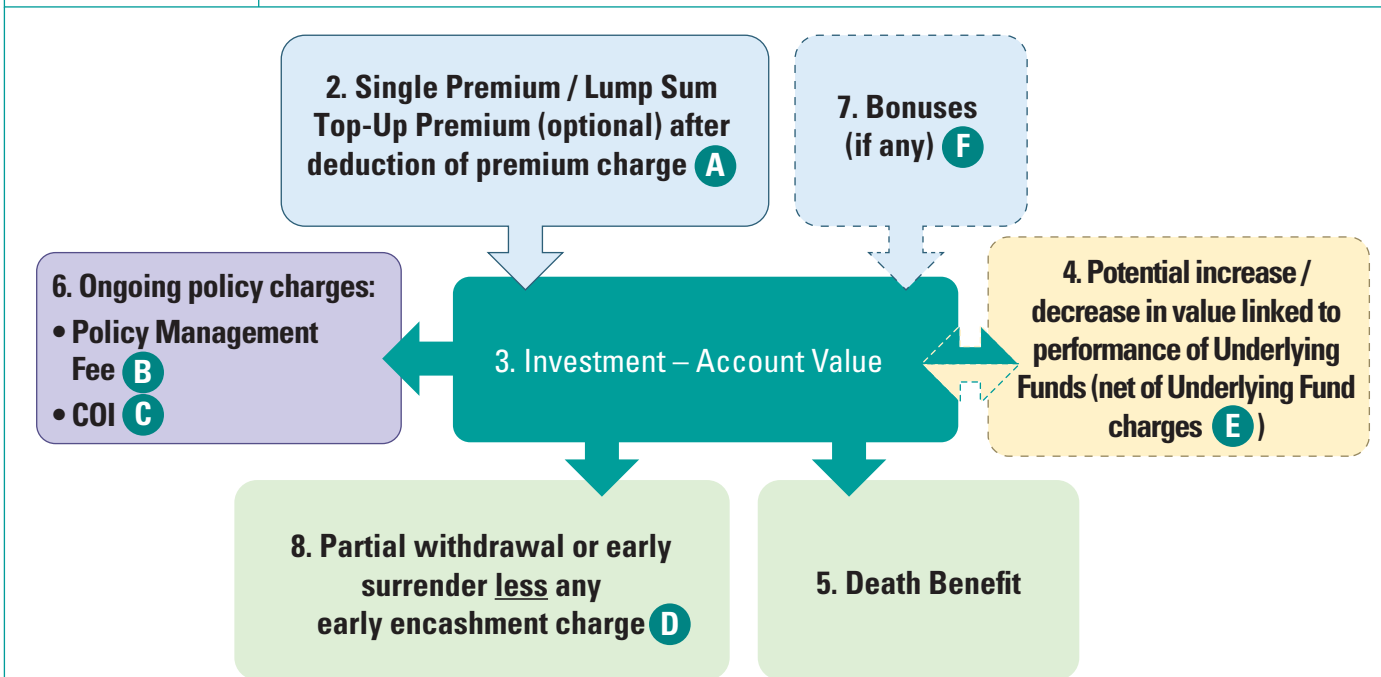 2. Single Premium / Lump Sum
Top-Up Premium (optional) after
deduction of premium charge A
7. Bonuses
(if any) F
6. Ongoing policy charges:
• Policy Management
Fee B
• COI C
3. Investment – Account Value
4. Potential increase /
decrease in value linked to
performance of Underlying
Funds (net of Underlying Fund
charges E )
8. Partial withdrawal or early
surrender less any
early encashment charge D
5. Death Benefit